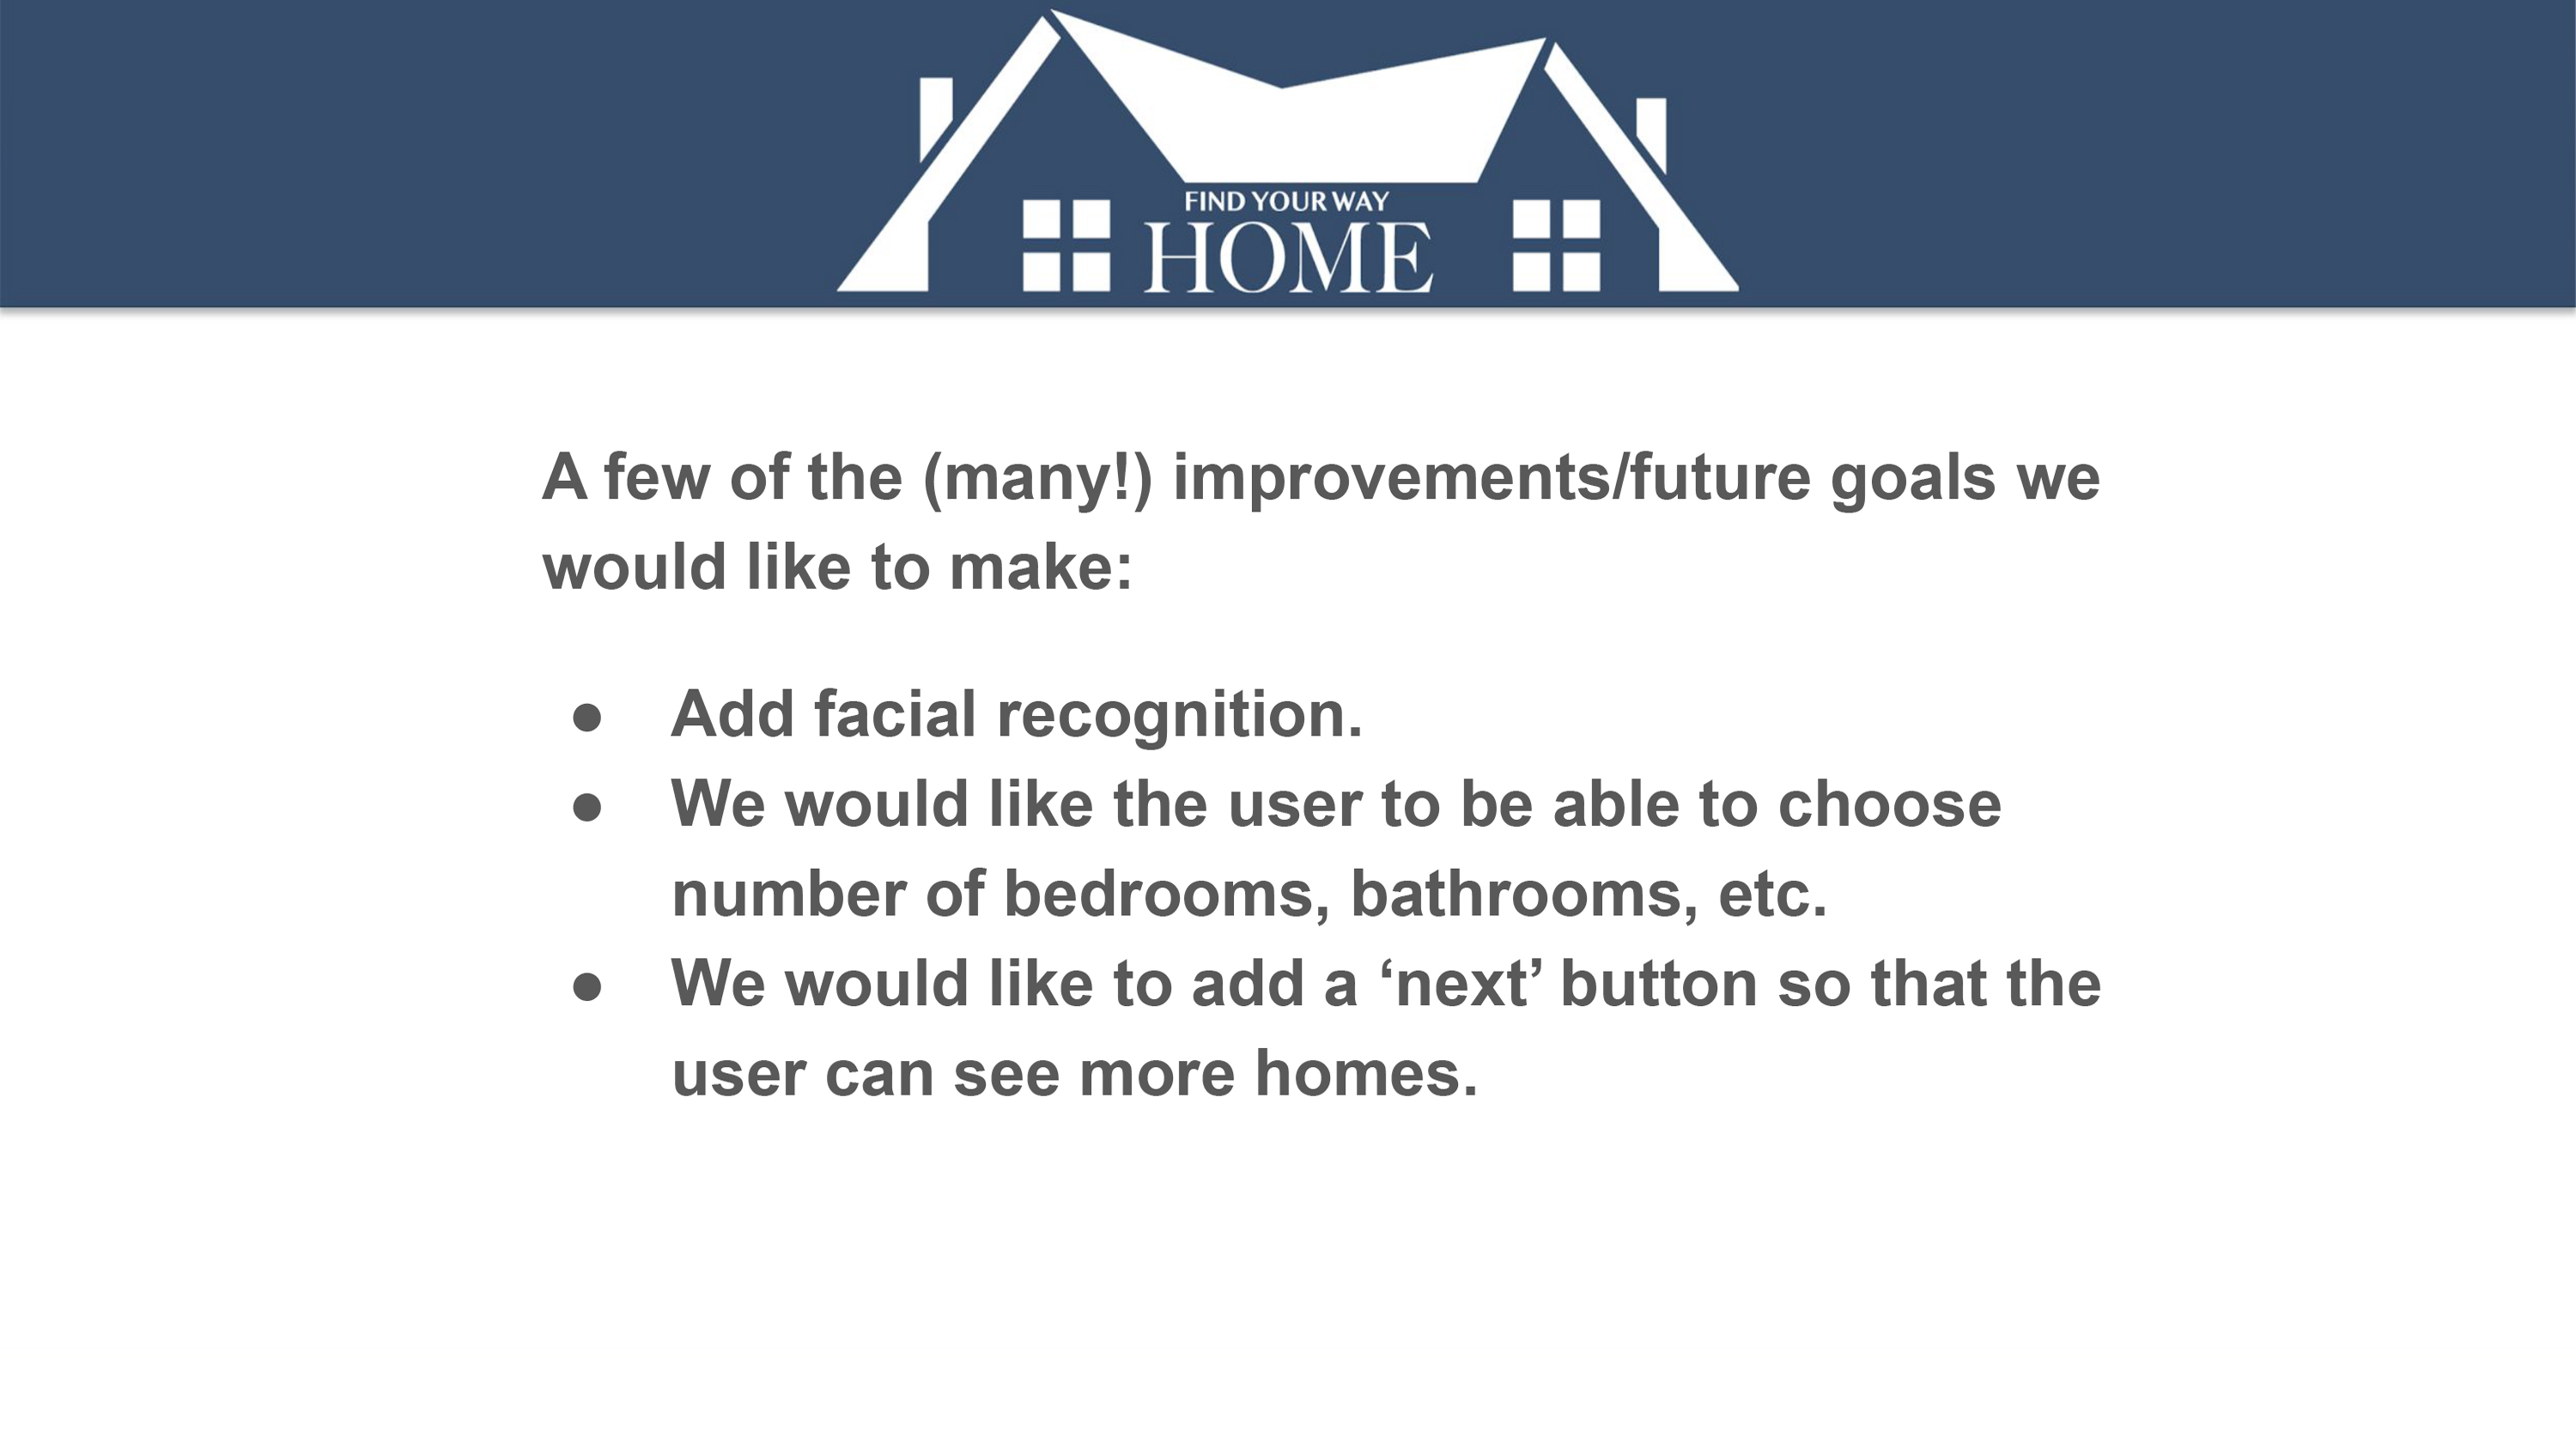 FIND YOUR WAY
HOME
A few of the (many!) improvements/future goals we
would like to make:
● Add facial recognition.
● We would like the user to be able to choose
number of bedrooms, bathrooms, etc.
● We would like to add a ‘next’ button so that the
user can see more homes.